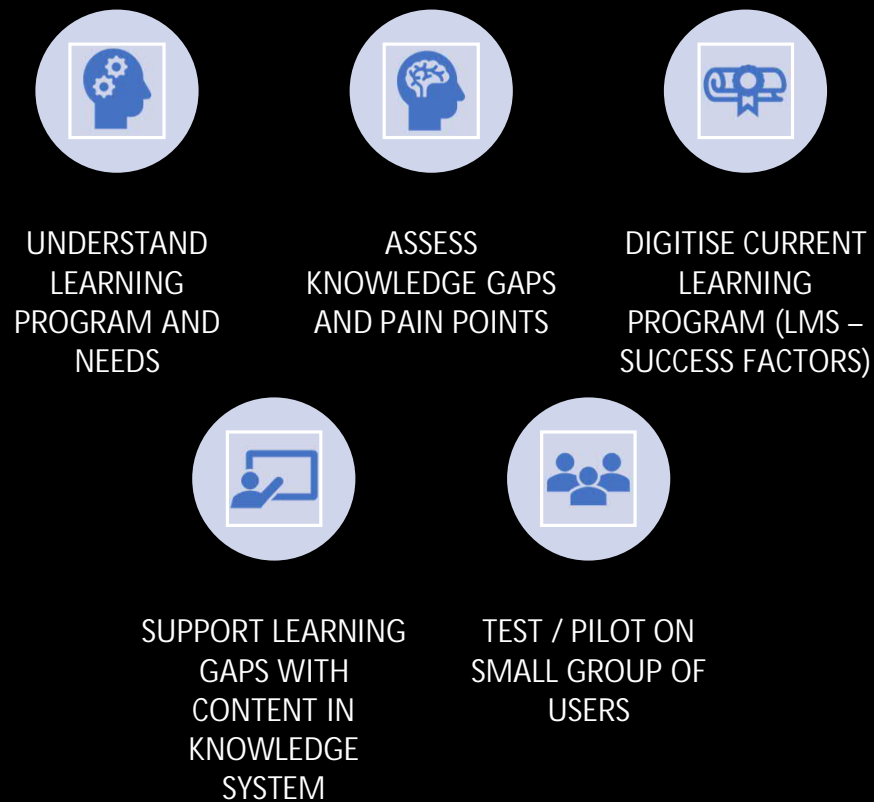 UNDERSTAND
LEARNING
PROGRAM AND
NEEDS
ASSESS
KNOWLEDGE GAPS
AND PAIN POINTS
DIGITISE CURRENT
LEARNING
PROGRAM (LMS –
SUCCESS FACTORS)
SUPPORT LEARNING
GAPS WITH
CONTENT IN
KNOWLEDGE
SYSTEM
TEST / PILOT ON
SMALL GROUP OF
USERS